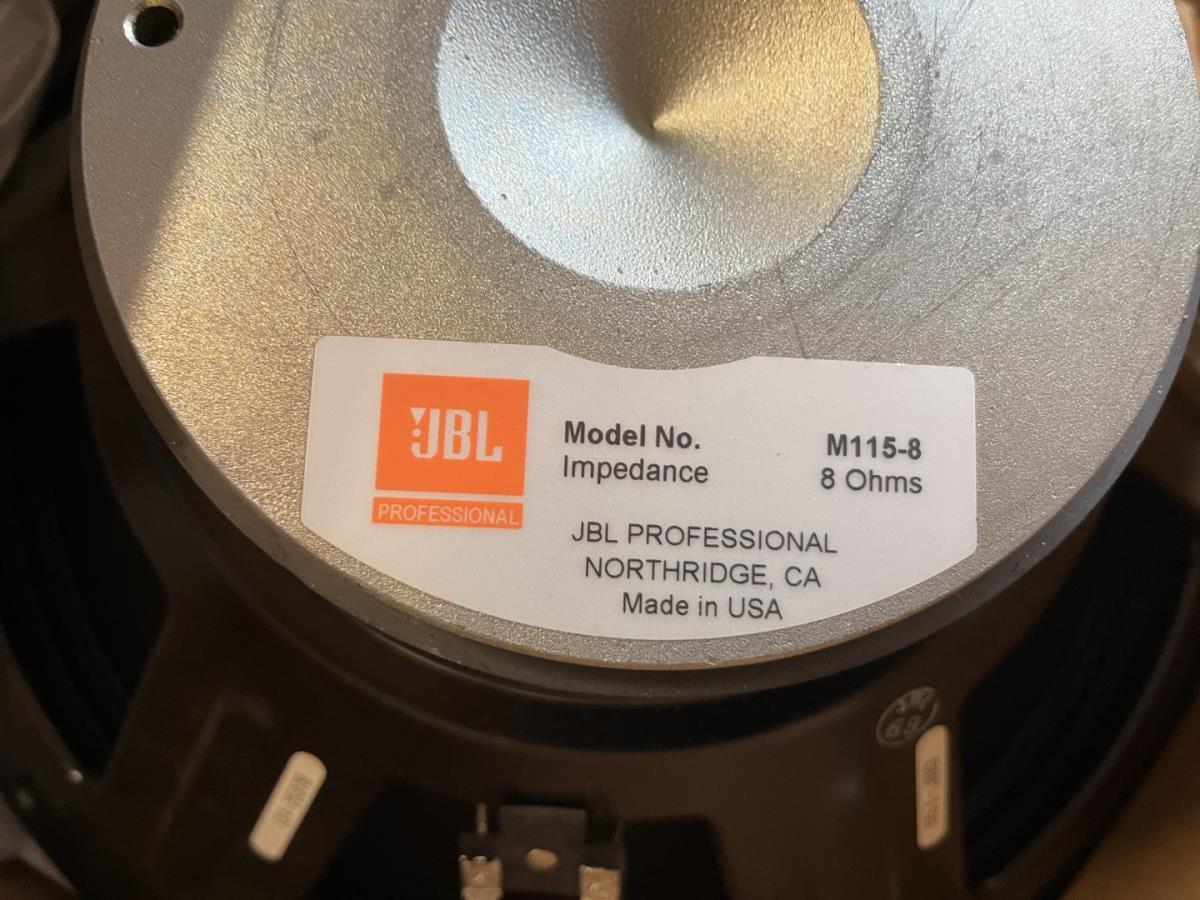 JBL
PROFESSIONAL
Model No. M115-8
Impedance 8 Ohms
JBL PROFESSIONAL
NORTHRIDGE, CA
Made in USA